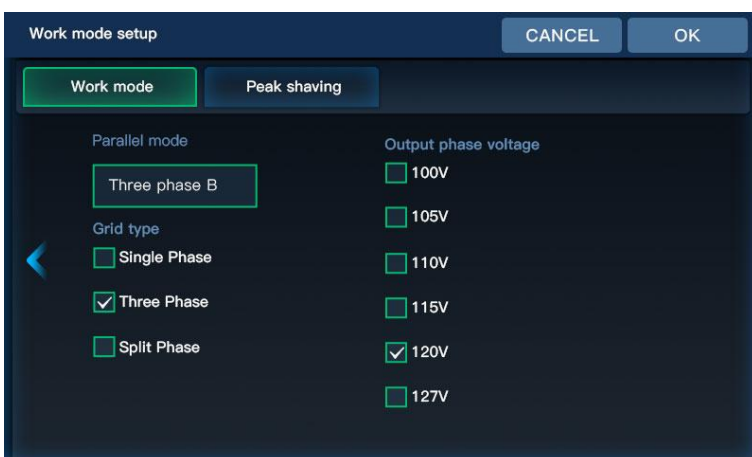 Work mode setup
CANCEL
OK
Work mode
Peak shaving
Parallel mode
Three phase B
Grid type
Single Phase
Three Phase
Split Phase
Output phase voltage
100V
105V
110V
115V
120V
127V